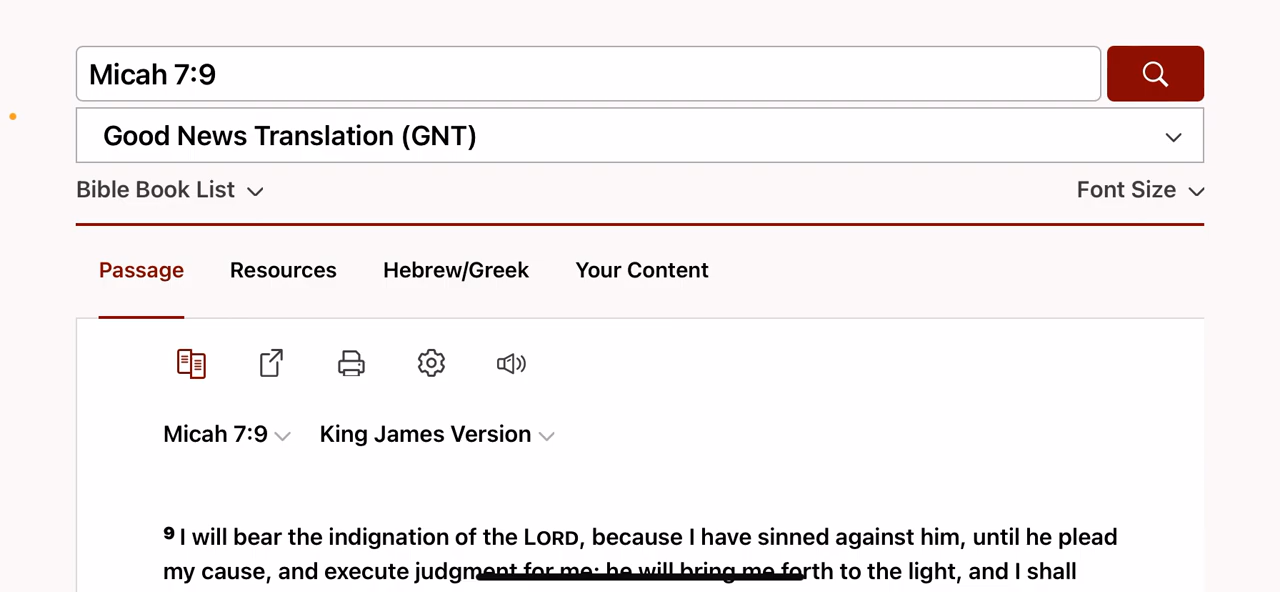 Micah 7:9
Good News Translation (GNT)
Bible Book List
Font Size
Passage Resources Hebrew/Greek Your Content
Micah 7:9 King James Version
9 I will bear the indignation of the LORD, because I have sinned against him, until he plead
my cause, and execute judgment for me: he will bring me forth to the light, and I shall